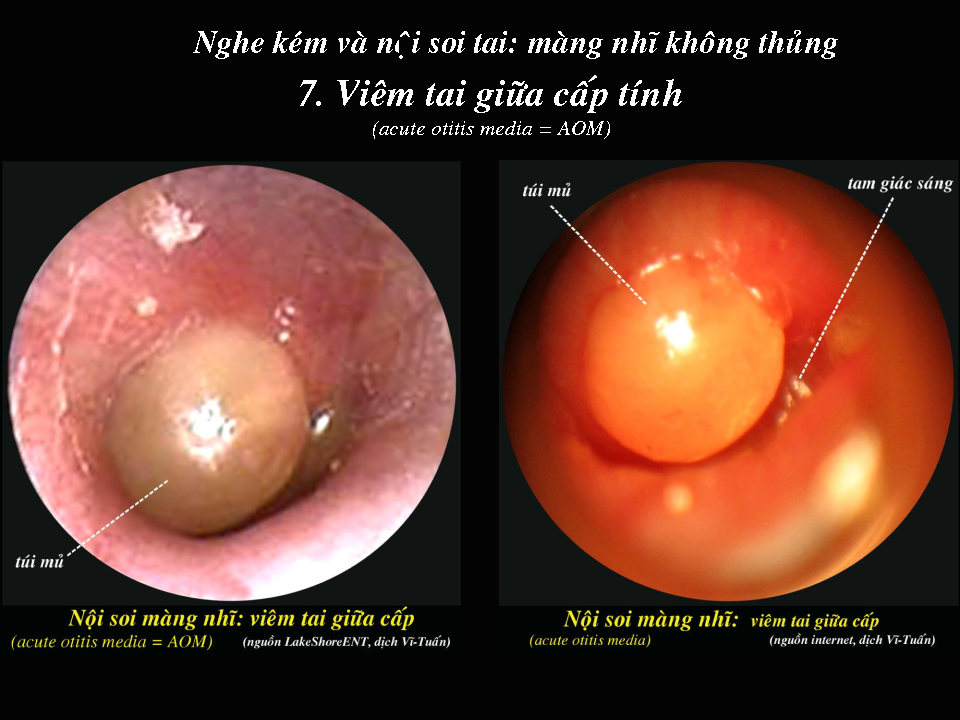 Nghe kém và nội soi tai: màng nhĩ không thủng
7. Viêm tai giữa cấp tính
(acute otitis media = AOM)
túi mủ
túi mủ
tam giác sáng
Nội soi màng nhĩ: viêm tai giữa cấp
(acute otitis media = AOM) (nguồn LakeShoreENT, dịch Vĩ-Tuấn)
Nội soi màng nhĩ: viêm tai giữa cấp
(acute otitis media) (nguồn internet, dịch Vĩ-Tuấn)